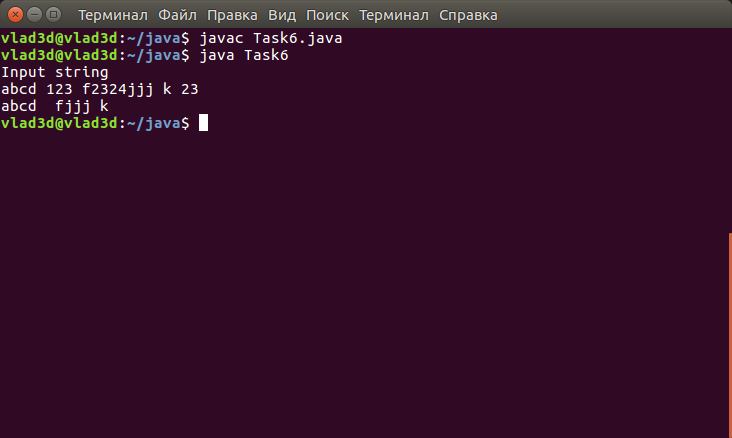 Терминал Файл Правка Вид Поиск Терминал Справка
vlad3d@vlad3d:~/java$ javac Task6.java
vlad3d@vlad3d:~/java$ java Task6
Input string
abcd 123 f2324jjj k 23
abcd  fjjj k
vlad3d@vlad3d:~/java$